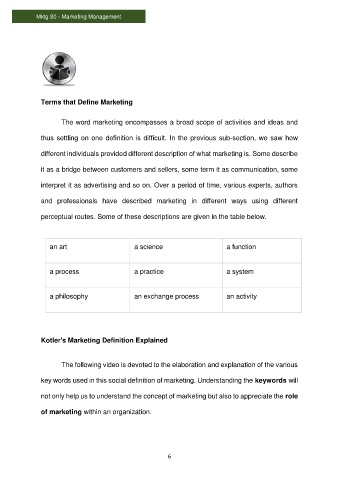 Mktg 80 - Marketing Management
Terms that Define Marketing
The word marketing encompasses a broad scope of activities and ideas and
thus settling on one definition is difficult. In the previous sub-section, we saw how
different individuals provided different description of what marketing is. Some describe
it as a bridge between customers and sellers, some term it as communication, some
interpret it as advertising and so on. Over a period of time, various experts, authors
and professionals have described marketing in different ways using different
perceptual routes. Some of these descriptions are given in the table below.
an art a science a function
a process a practice a system
a philosophy an exchange process an activity
Kotler's Marketing Definition Explained
The following video is devoted to the elaboration and explanation of the various
key words used in this social definition of marketing. Understanding the keywords will
not only help us to understand the concept of marketing but also to appreciate the role
of marketing within an organization.
6